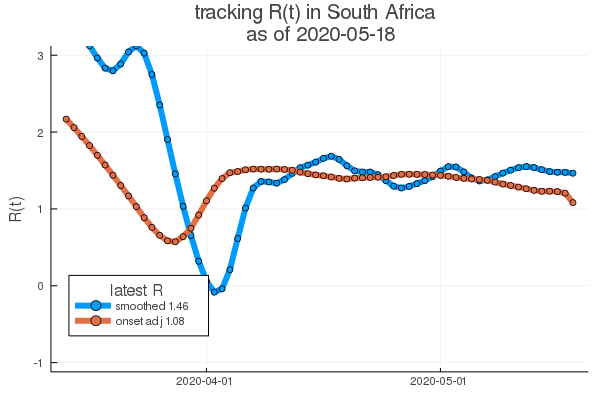 tracking R(t) in South Africa
as of 2020-05-18
3
2
1
0
-1
R(t)
latest R
smoothed 1.46
onset adj 1.08
2020-04-01
2020-05-01